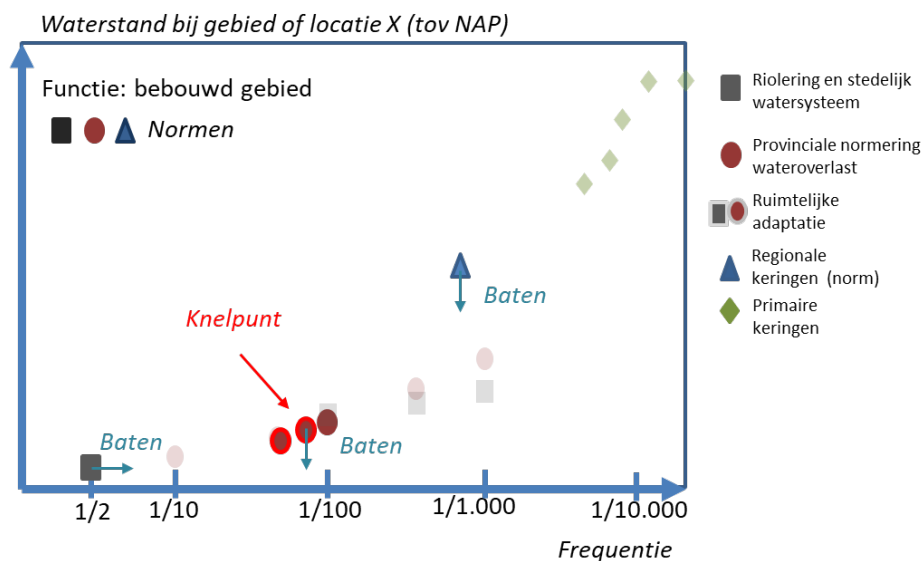 Waterstand bij gebied of locatie X (tov NAP)
Functie: bebouwd gebied
Normen
Knelpunt
Baten
Baten
Baten
1/2
1/10
1/100
1/1.000
1/10.000
Frequentie
Riolering en stedelijk
watersysteem
Provinciale normering
wateroverlast
Ruimtelijke
adaptatie
Regionale
keringen (norm)
Primaire
keringen